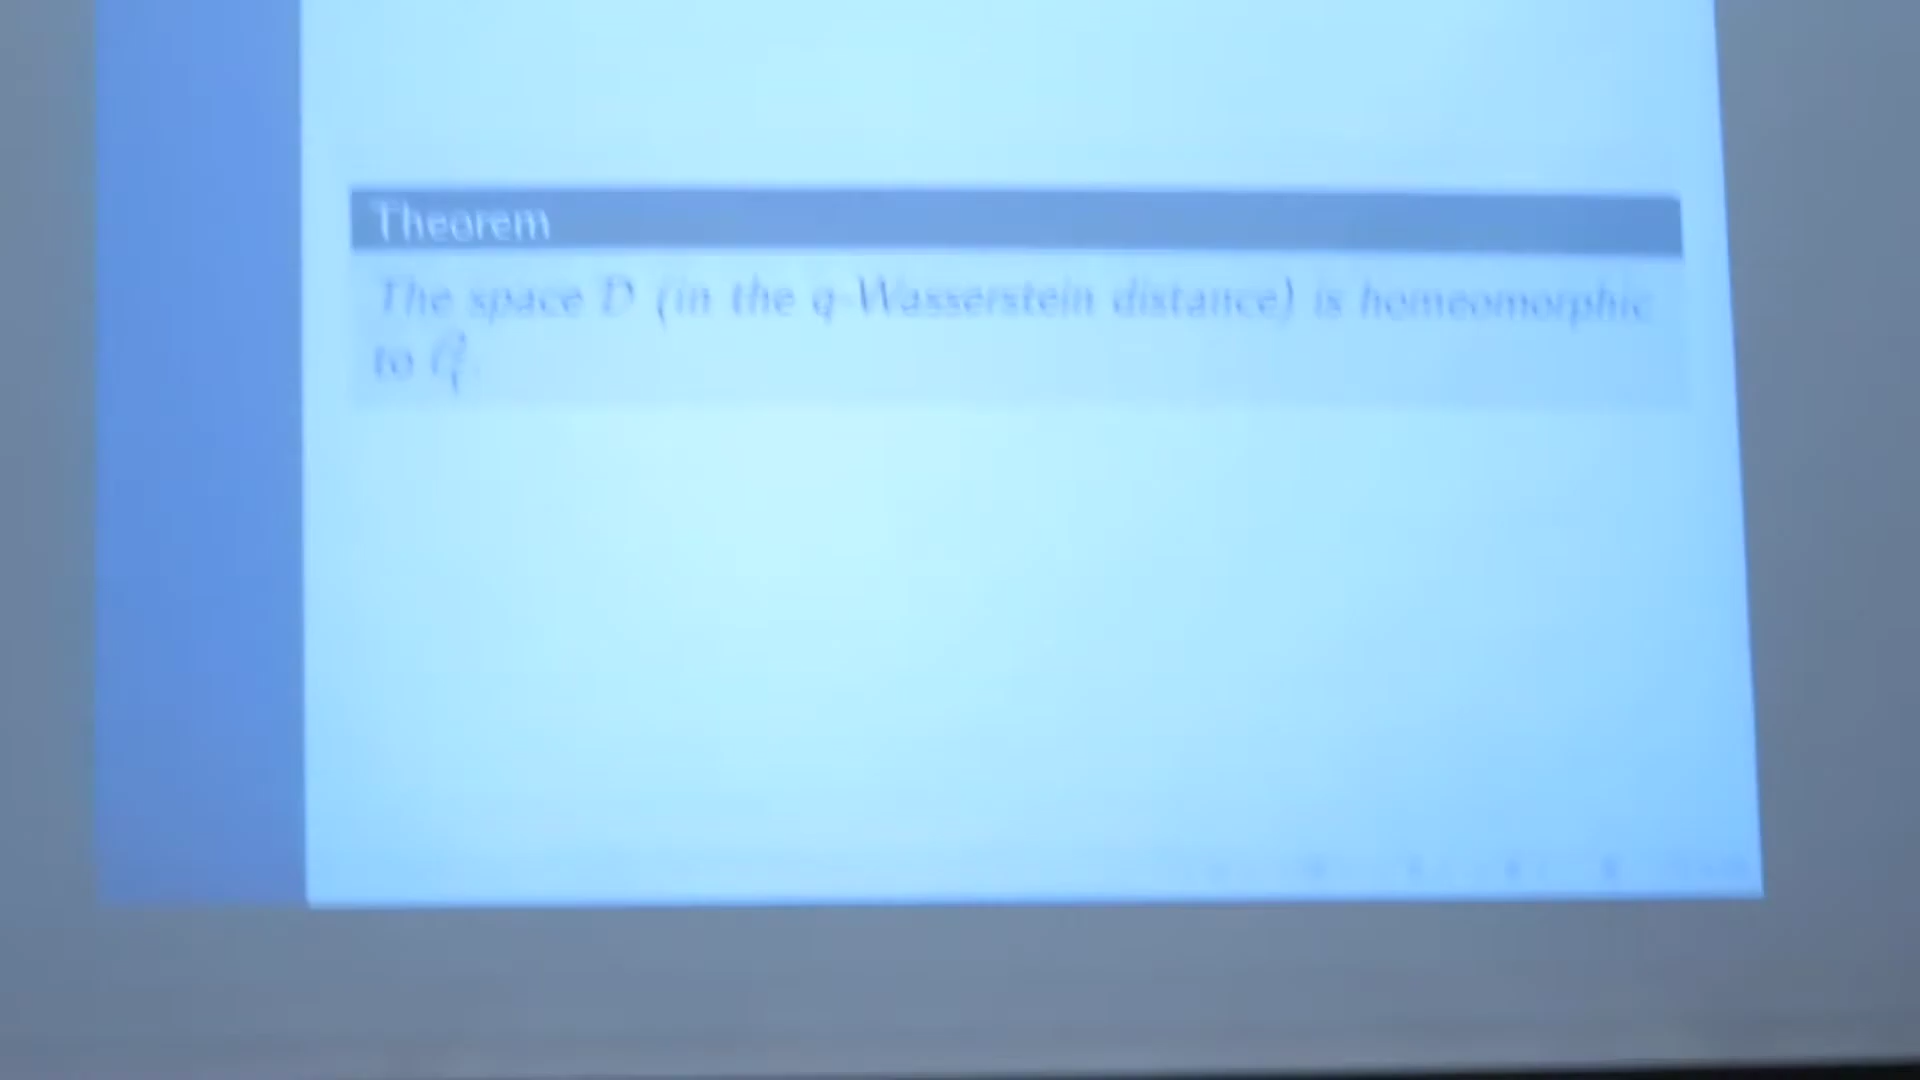 Theorem
The space D (in the q-Wasserstein distance) is homeomorphic
to